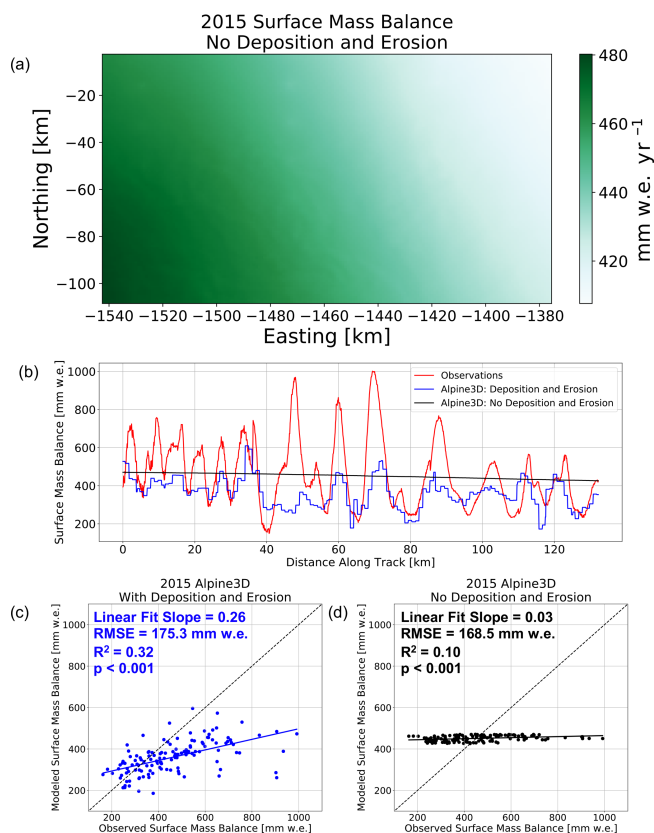 2015 Surface Mass Balance
No Deposition and Erosion
(a)
Northing [km]
−20
−40
−60
−80
−100
−1540 −1520 −1500 −1480 −1460 −1440 −1420 −1400 −1380
Easting [km]
480
460
440
420
mm w.e. yr −1
(b)
Surface Mass Balance [mm w.e.]
1000
800
600
400
200
0 20 40 60 80 100 120
Distance Along Track [km]
Observations
Alpine3D: Deposition and Erosion
Alpine3D: No Deposition and Erosion
(c)
2015 Alpine3D
With Deposition and Erosion
Linear Fit Slope = 0.26
RMSE = 175.3 mm w.e.
R2 = 0.32
p < 0.001
Modeled Surface Mass Balance [mm w.e.]
1000
800
600
400
200
200 400 600 800 1000
Observed Surface Mass Balance [mm w.e.]
(d)
2015 Alpine3D
No Deposition and Erosion
Linear Fit Slope = 0.03
RMSE = 168.5 mm w.e.
R2 = 0.10
p < 0.001
Modeled Surface Mass Balance [mm w.e.]
1000
800
600
400
200
200 400 600 800 1000
Observed Surface Mass Balance [mm w.e.]